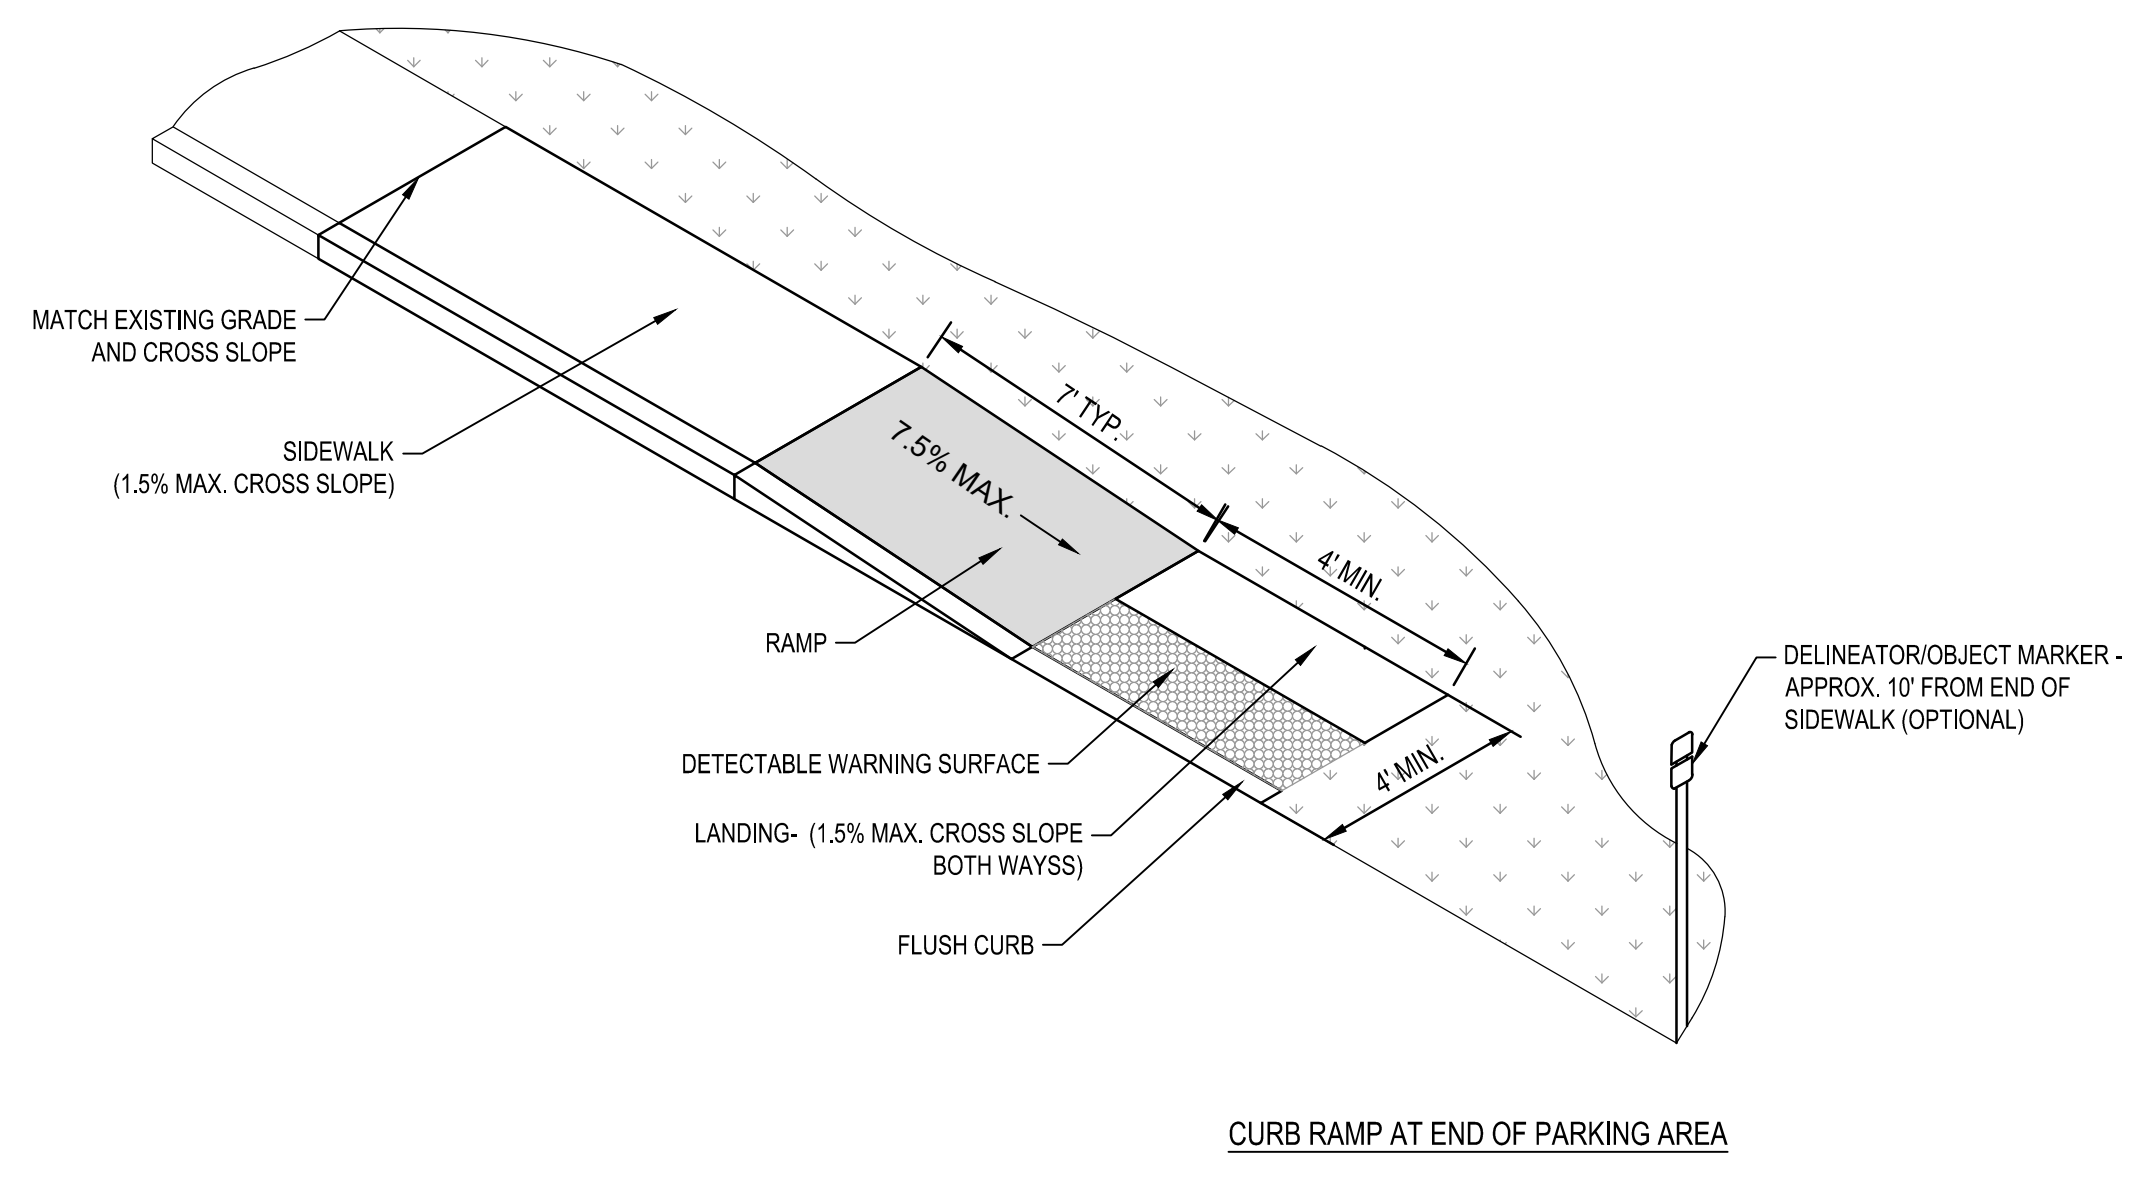 MATCH EXISTING GRADE
AND CROSS SLOPE
SIDEWALK
(1.5% MAX. CROSS SLOPE)
7' TYP.
7.5% MAX.
4' MIN.
RAMP
DELINEATOR/OBJECT MARKER -
APPROX. 10' FROM END OF
SIDEWALK (OPTIONAL)
DETECTABLE WARNING SURFACE
4' MIN.
LANDING- (1.5% MAX. CROSS SLOPE
BOTH WAYSS)
FLUSH CURB
CURB RAMP AT END OF PARKING AREA